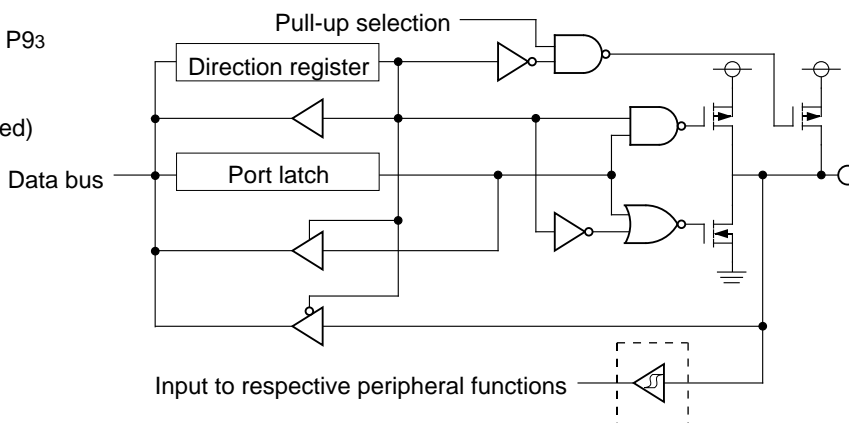 Pull-up selection
P93
Direction register
ed)
Data bus
Port latch
Input to respective peripheral functions